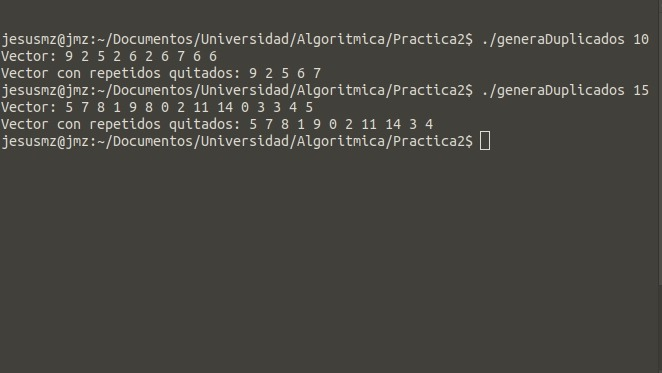 jesusmz@jmz:~/Documentos/Universidad/Algoritmica/Practica2$ ./generaDuplicados 10
Vector: 9 2 5 2 6 2 6 7 6 6
Vector con repetidos quitados: 9 2 5 6 7
jesusmz@jmz:~/Documentos/Universidad/Algoritmica/Practica2$ ./generaDuplicados 15
Vector: 5 7 8 1 9 8 0 2 11 14 0 3 3 4 5
Vector con repetidos quitados: 5 7 8 1 9 0 2 11 14 3 4
jesusmz@jmz:~/Documentos/Universidad/Algoritmica/Practica2$